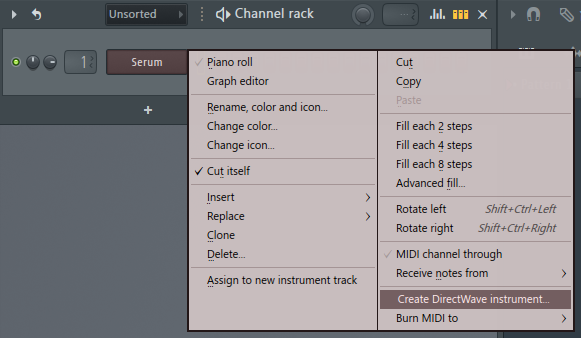 Unsorted
Channel rack
---
1
Serum
Piano roll
Graph editor
Rename, color and icon...
Change color...
Change icon...
Cut itself
Insert
Replace
Clone
Delete...
Assign to new instrument track
Cut
Copy
Paste
Fill each 2 steps
Fill each 4 steps
Fill each 8 steps
Advanced fill...
Rotate left Shift+Ctrl+Left
Rotate right Shift+Ctrl+Right
MIDI channel through
Receive notes from
Create DirectWave instrument...
Burn MIDI to
+